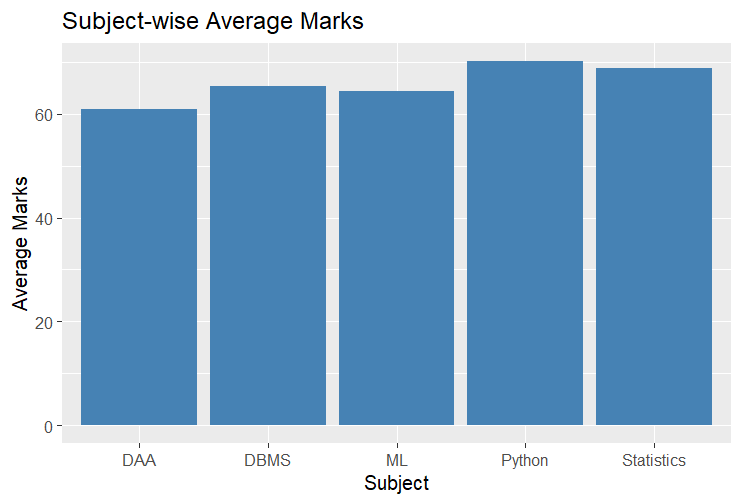 Subject-wise Average Marks
Average Marks
60
40
20
0
DAA DBMS ML Python Statistics
Subject